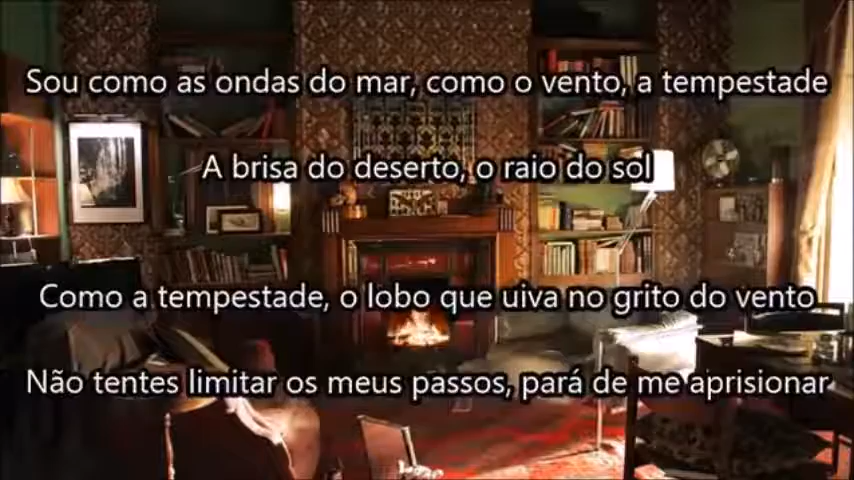 Sou como as ondas do mar, como o vento, a tempestade
A brisa do deserto, o raio do sol
Como a tempestade, o lobo que uiva no grito do vento
Não tentes limitar os meus passos, pará de me aprisionar